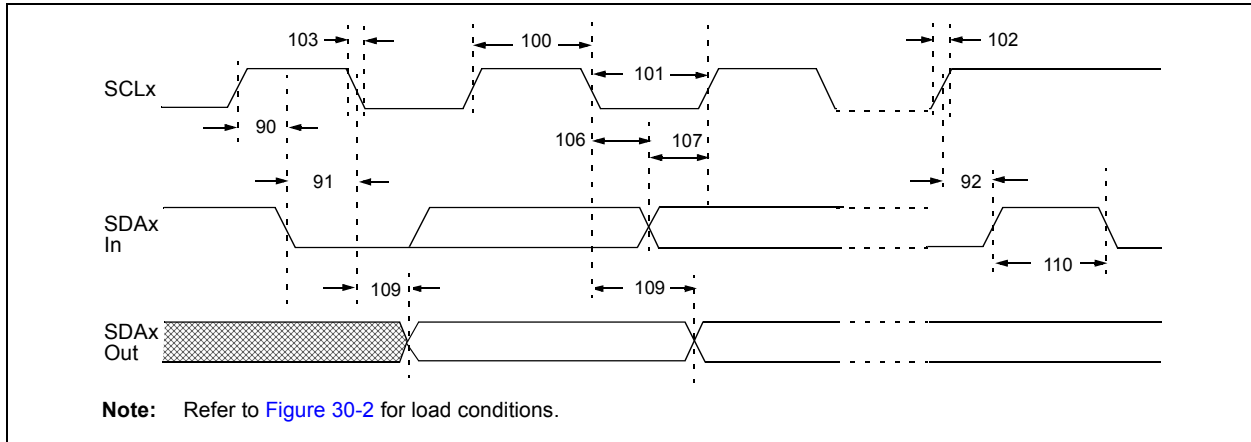 103
100
102
101
SCLx
90
106
107
91
92
SDAx
In
110
109
109
SDAx
Out
Note: Refer to Figure 30-2 for load conditions.